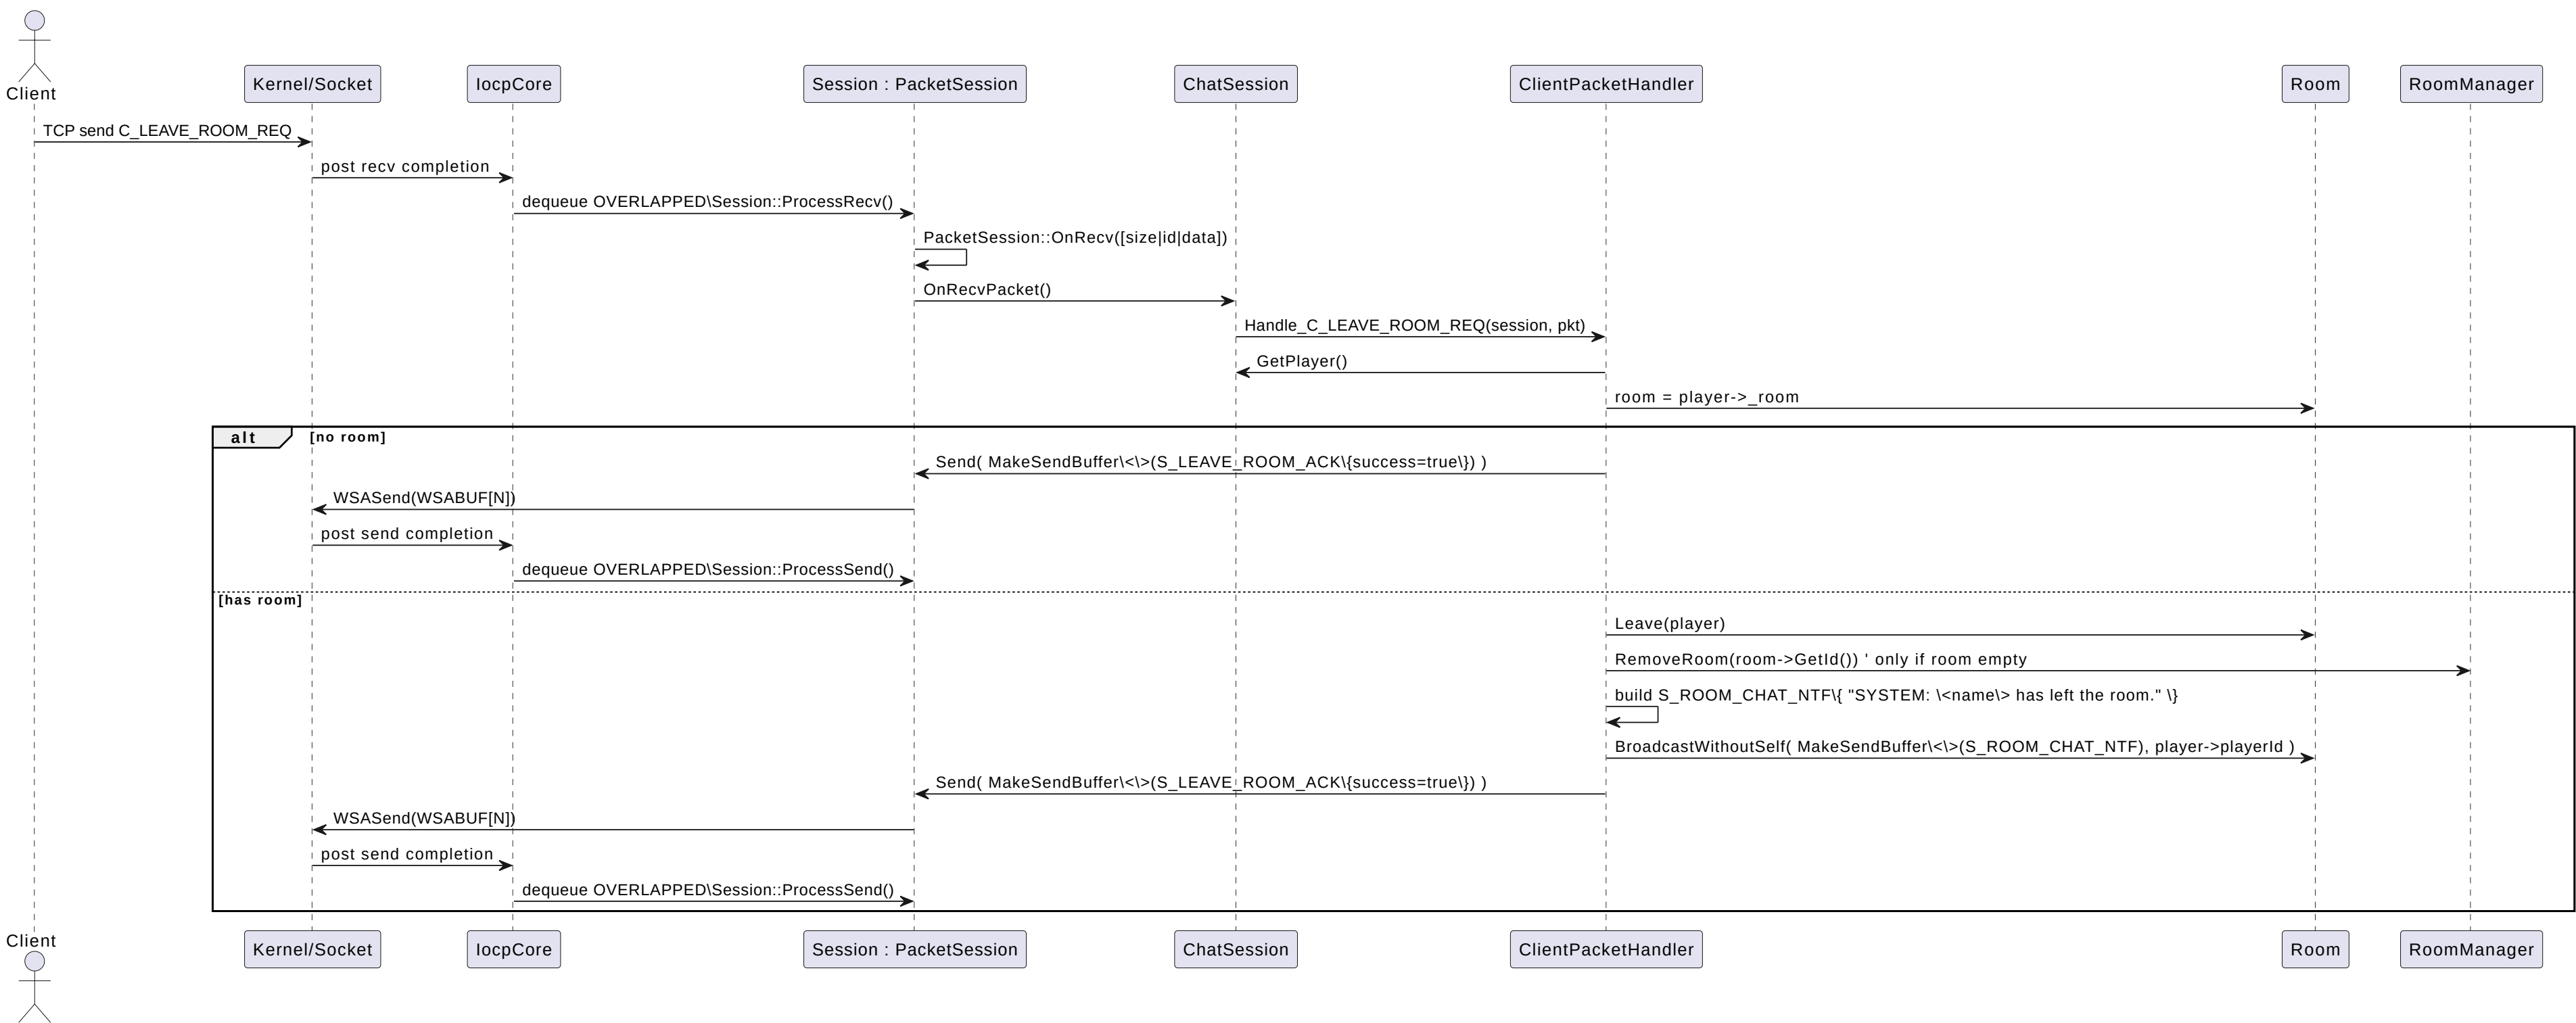 Client
Kernel/Socket
IocpCore
Session : PacketSession
ChatSession
ClientPacketHandler
Room
RoomManager
TCP send C_LEAVE_ROOM_REQ
post recv completion
dequeue OVERLAPPED\Session::ProcessRecv()
PacketSession::OnRecv([size|id|data])
OnRecvPacket()
Handle_C_LEAVE_ROOM_REQ(session, pkt)
GetPlayer()
room = player->_room
alt [no room]
Send( MakeSendBuffer\<\>(S_LEAVE_ROOM_ACK\{success=true\}) )
WSASend(WSABUF[N])
post send completion
dequeue OVERLAPPED\Session::ProcessSend()
[has room]
Leave(player)
RemoveRoom(room->GetId()) ' only if room empty
build S_ROOM_CHAT_NTF\{ "SYSTEM: \<name\> has left the room." \}
BroadcastWithoutSelf( MakeSendBuffer\<\>(S_ROOM_CHAT_NTF), player->playerId )
Send( MakeSendBuffer\<\>(S_LEAVE_ROOM_ACK\{success=true\}) )
WSASend(WSABUF[N])
post send completion
dequeue OVERLAPPED\Session::ProcessSend()
Client
Kernel/Socket
IocpCore
Session : PacketSession
ChatSession
ClientPacketHandler
Room
RoomManager